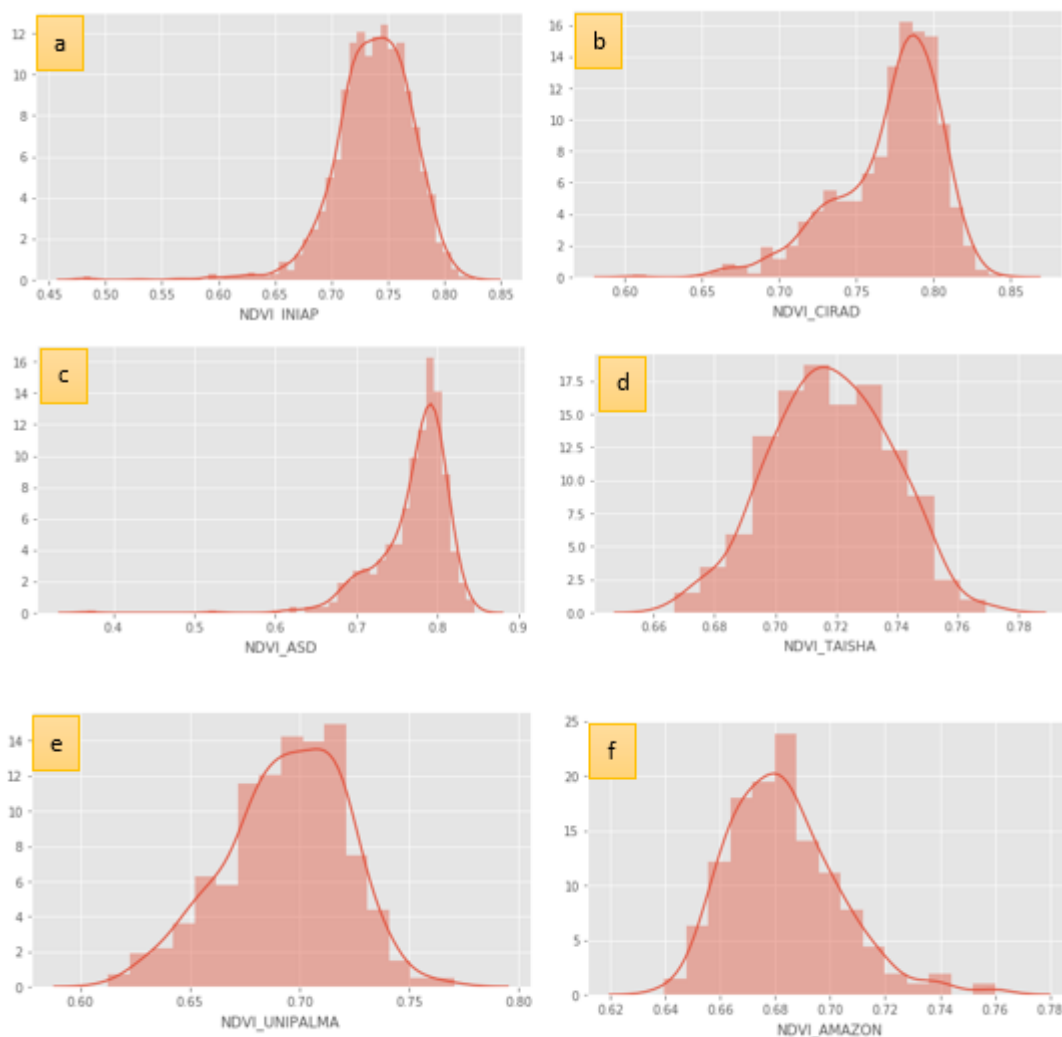 a
12
10
8
6
4
2
0
0.45 0.50 0.55 0.60 0.65 0.70 0.75 0.80 0.85
NDVI_INIAP
b
16
14
12
10
8
6
4
2
0
0.60 0.65 0.70 0.75 0.80 0.85
NDVI_CIRAD
c
16
14
12
10
8
6
4
2
0
0.4 0.5 0.6 0.7 0.8 0.9
NDVI_ASD
d
17.5
15.0
12.5
10.0
7.5
5.0
2.5
0.0
0.66 0.68 0.70 0.72 0.74 0.76 0.78
NDVI_TAISHA
e
14
12
10
8
6
4
2
0
0.60 0.65 0.70 0.75 0.80
NDVI_UNIPALMA
f
25
20
15
10
5
0
0.62 0.64 0.66 0.68 0.70 0.72 0.74 0.76 0.78
NDVI_AMAZON